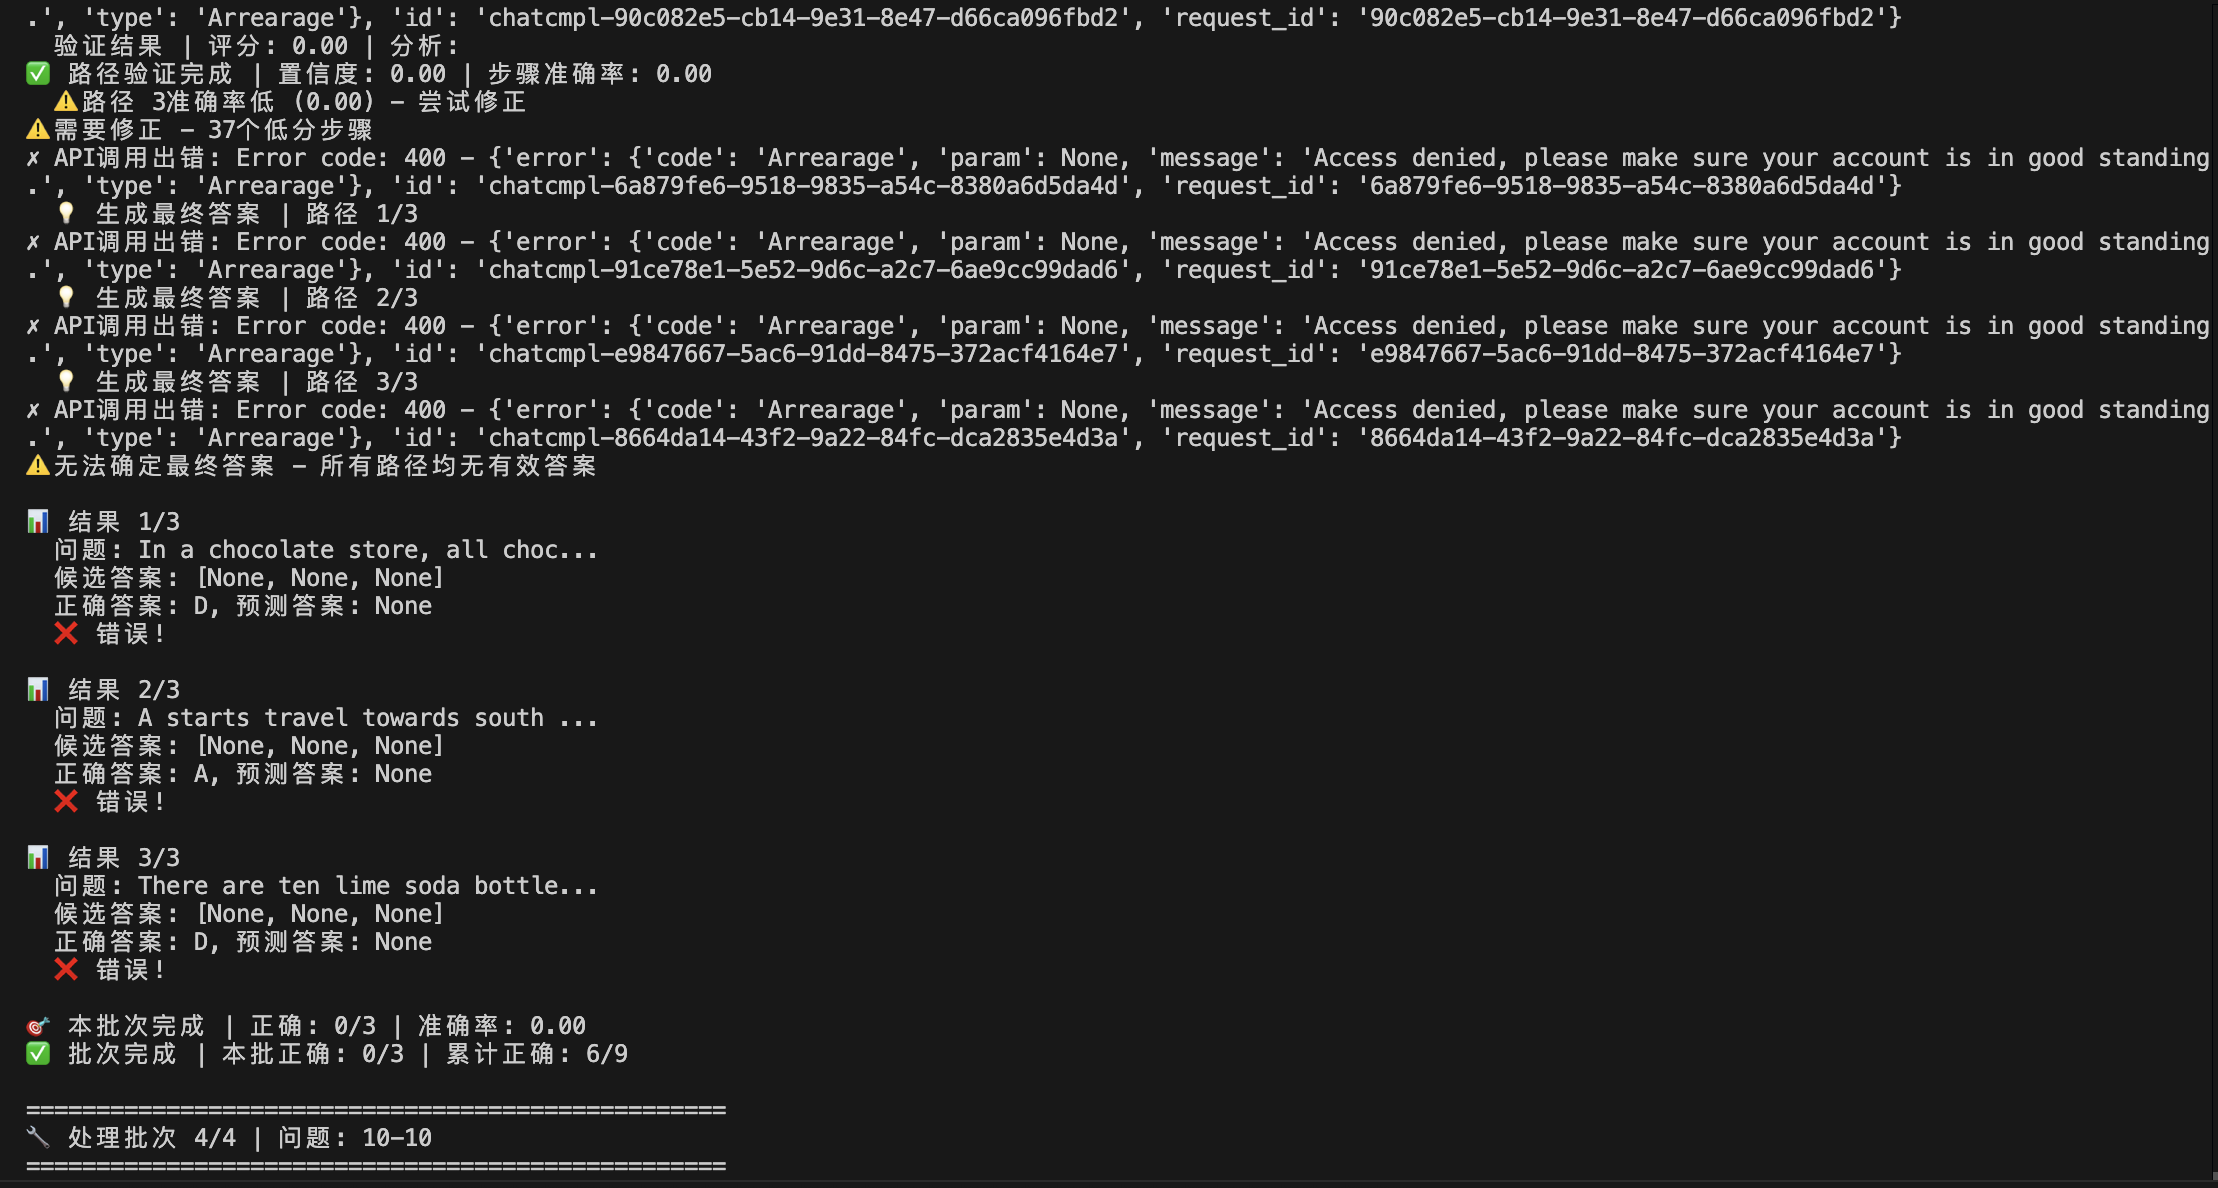 .', 'type': 'Arrearage'}, 'id': 'chatcmpl-90c082e5-cb14-9e31-8e47-d66ca096fbd2', 'request_id': '90c082e5-cb14-9e31-8e47-d66ca096fbd2'}
验证结果 | 评分: 0.00 | 分析:
✅ 路径验证完成 | 置信度: 0.00 | 步骤准确率: 0.00
⚠️路径 3准确率低 (0.00) - 尝试修正
⚠️需要修正 - 37个低分步骤
✗ API调用出错: Error code: 400 - {'error': {'code': 'Arrearage', 'param': None, 'message': 'Access denied, please make sure your account is in good standing
.', 'type': 'Arrearage'}, 'id': 'chatcmpl-6a879fe6-9518-9835-a54c-8380a6d5da4d', 'request_id': '6a879fe6-9518-9835-a54c-8380a6d5da4d'}
💡 生成最终答案 | 路径 1/3
✗ API调用出错: Error code: 400 - {'error': {'code': 'Arrearage', 'param': None, 'message': 'Access denied, please make sure your account is in good standing
.', 'type': 'Arrearage'}, 'id': 'chatcmpl-91ce78e1-5e52-9d6c-a2c7-6ae9cc99dad6', 'request_id': '91ce78e1-5e52-9d6c-a2c7-6ae9cc99dad6'}
💡 生成最终答案 | 路径 2/3
✗ API调用出错: Error code: 400 - {'error': {'code': 'Arrearage', 'param': None, 'message': 'Access denied, please make sure your account is in good standing
.', 'type': 'Arrearage'}, 'id': 'chatcmpl-e9847667-5ac6-91dd-8475-372acf4164e7', 'request_id': 'e9847667-5ac6-91dd-8475-372acf4164e7'}
💡 生成最终答案 | 路径 3/3
✗ API调用出错: Error code: 400 - {'error': {'code': 'Arrearage', 'param': None, 'message': 'Access denied, please make sure your account is in good standing
.', 'type': 'Arrearage'}, 'id': 'chatcmpl-8664da14-43f2-9a22-84fc-dca2835e4d3a', 'request_id': '8664da14-43f2-9a22-84fc-dca2835e4d3a'}
⚠️无法确定最终答案 - 所有路径均无有效答案
📊 结果 1/3
问题: In a chocolate store, all choc...
候选答案: [None, None, None]
正确答案: D, 预测答案: None
❌ 错误!
📊 结果 2/3
问题: A starts travel towards south ...
候选答案: [None, None, None]
正确答案: A, 预测答案: None
❌ 错误!
📊 结果 3/3
问题: There are ten lime soda bottle...
候选答案: [None, None, None]
正确答案: D, 预测答案: None
❌ 错误!
🎯 本批次完成 | 正确: 0/3 | 准确率: 0.00
✅ 批次完成 | 本批正确: 0/3 | 累计正确: 6/9
==================================================
🔧 处理批次 4/4 | 问题: 10-10
==================================================